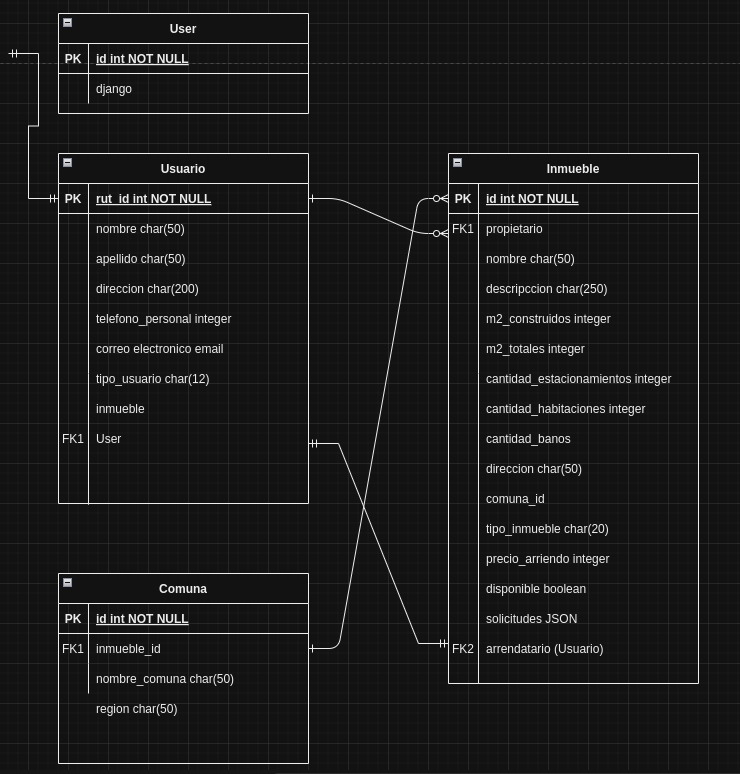 User
PK id int NOT NULL
django
Usuario
PK rut_id int NOT NULL
nombre char(50)
apellido char(50)
direccion char(200)
telefono_personal integer
correo electronico email
tipo_usuario char(12)
inmueble
FK1 User
Inmueble
PK id int NOT NULL
FK1 propietario
nombre char(50)
descripccion char(250)
m2_construidos integer
m2_totales integer
cantidad_estacionamientos integer
cantidad_habitaciones integer
cantidad_banos
direccion char(50)
comuna_id
tipo_inmueble char(20)
precio_arriendo integer
disponible boolean
solicitudes JSON
FK2 arrendatario (Usuario)
Comuna
PK id int NOT NULL
FK1 inmueble_id
nombre_comuna char(50)
region char(50)